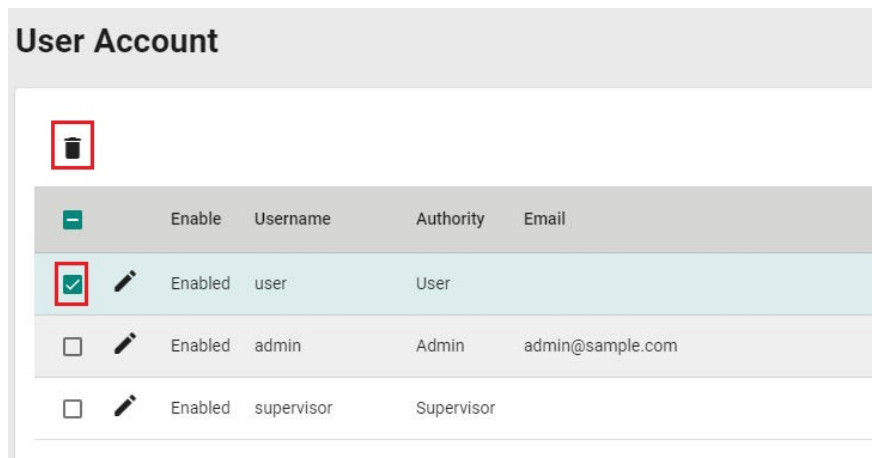 User Account
Enable Username Authority Email
Enabled user User
Enabled admin Admin admin@sample.com
Enabled supervisor Supervisor